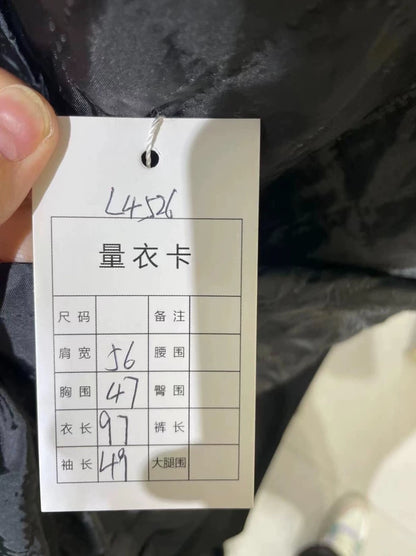 L4526
量衣卡
尺码 备注
肩宽 56 腰围
胸围 47 臀围
衣长 97 裤长
袖长 49 大腿围